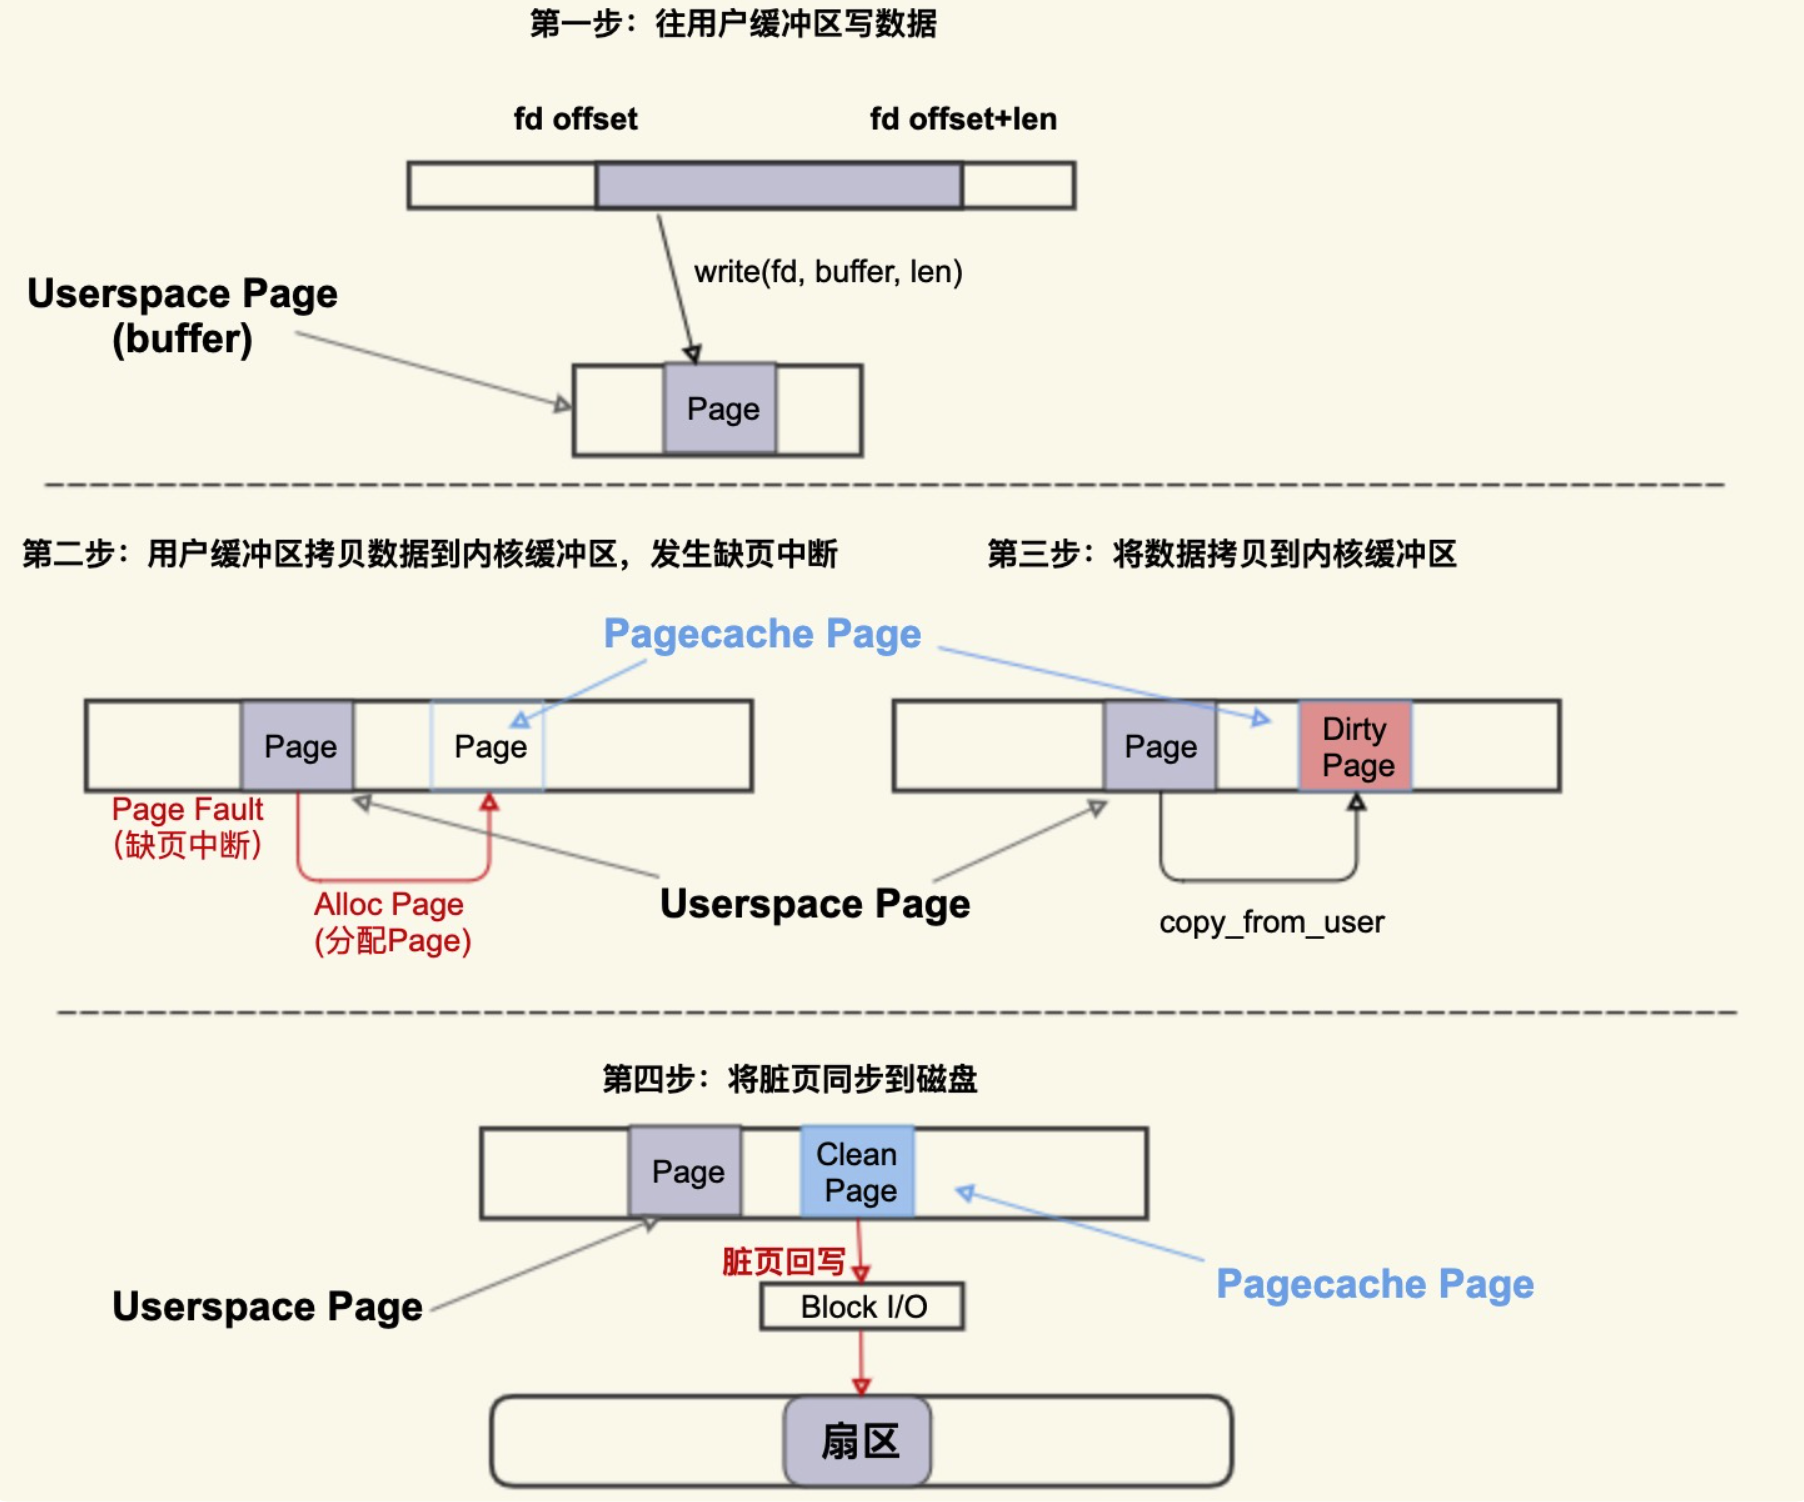 第一步：往用户缓冲区写数据
fd offset
fd offset+len
write(fd, buffer, len)
Userspace Page
(buffer)
Page
第二步：用户缓冲区拷贝数据到内核缓冲区，发生缺页中断
第三步：将数据拷贝到内核缓冲区
Pagecache Page
Page
Page
Page
Dirty
Page
Page Fault
（缺页中断）
Alloc Page
(分配Page)
Userspace Page
copy_from_user
第四步：将脏页同步到磁盘
Page
Clean
Page
脏页回写
Userspace Page
Block I/O
Pagecache Page
扇区